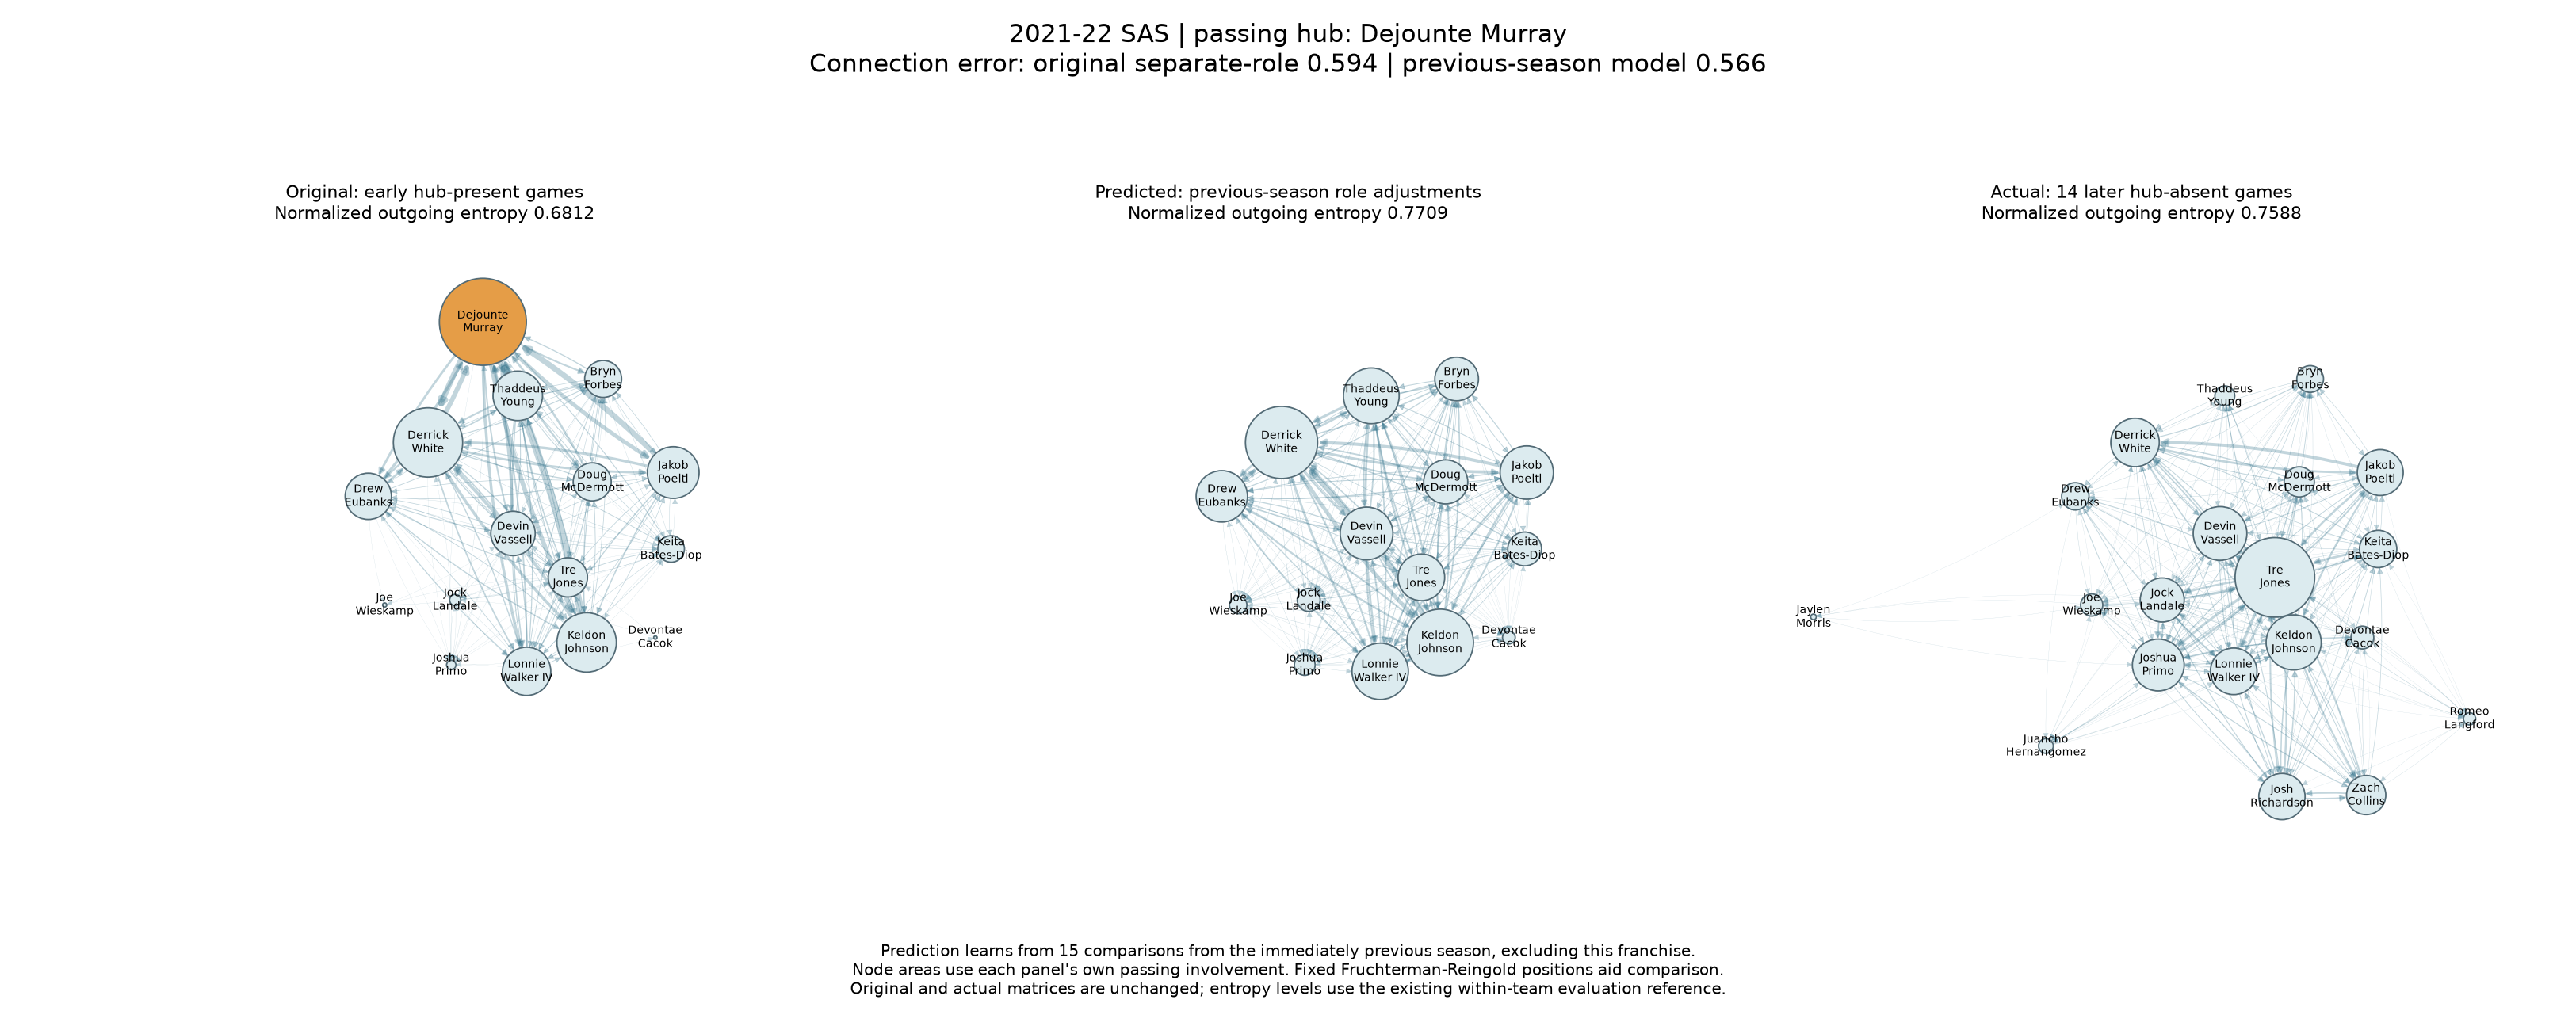 2021-22 SAS | passing hub: Dejounte Murray
Connection error: original separate-role 0.594 | previous-season model 0.566
Original: early hub-present games
Normalized outgoing entropy 0.6812
Dejounte
Murray
Bryn
Forbes
Thaddeus
Young
Derrick
White
Jakob
Poeltl
Doug
McDermott
Drew
Eubanks
Devin
Vassell
Keita
Bates-Diop
Tre
Jones
Joe
Wieskamp
Jock
Landale
Devontae
Cacok
Keldon
Johnson
Joshua
Primo
Lonnie
Walker IV
Predicted: previous-season role adjustments
Normalized outgoing entropy 0.7709
Bryn
Forbes
Thaddeus
Young
Derrick
White
Jakob
Poeltl
Doug
McDermott
Drew
Eubanks
Devin
Vassell
Keita
Bates-Diop
Tre
Jones
Joe
Wieskamp
Jock
Landale
Devontae
Cacok
Keldon
Johnson
Joshua
Primo
Lonnie
Walker IV
Actual: 14 later hub-absent games
Normalized outgoing entropy 0.7588
Bryn
Forbes
Thaddeus
Young
Derrick
White
Jakob
Poeltl
Doug
McDermott
Drew
Eubanks
Devin
Vassell
Keita
Bates-Diop
Tre
Jones
Jaylen
Morris
Joe
Wieskamp
Jock
Landale
Devontae
Cacok
Keldon
Johnson
Joshua
Primo
Lonnie
Walker IV
Romeo
Langford
Juancho
Hernangomez
Josh
Richardson
Zach
Collins
Prediction learns from 15 comparisons from the immediately previous season, excluding this franchise.
Node areas use each panel's own passing involvement. Fixed Fruchterman-Reingold positions aid comparison.
Original and actual matrices are unchanged; entropy levels use the existing within-team evaluation reference.